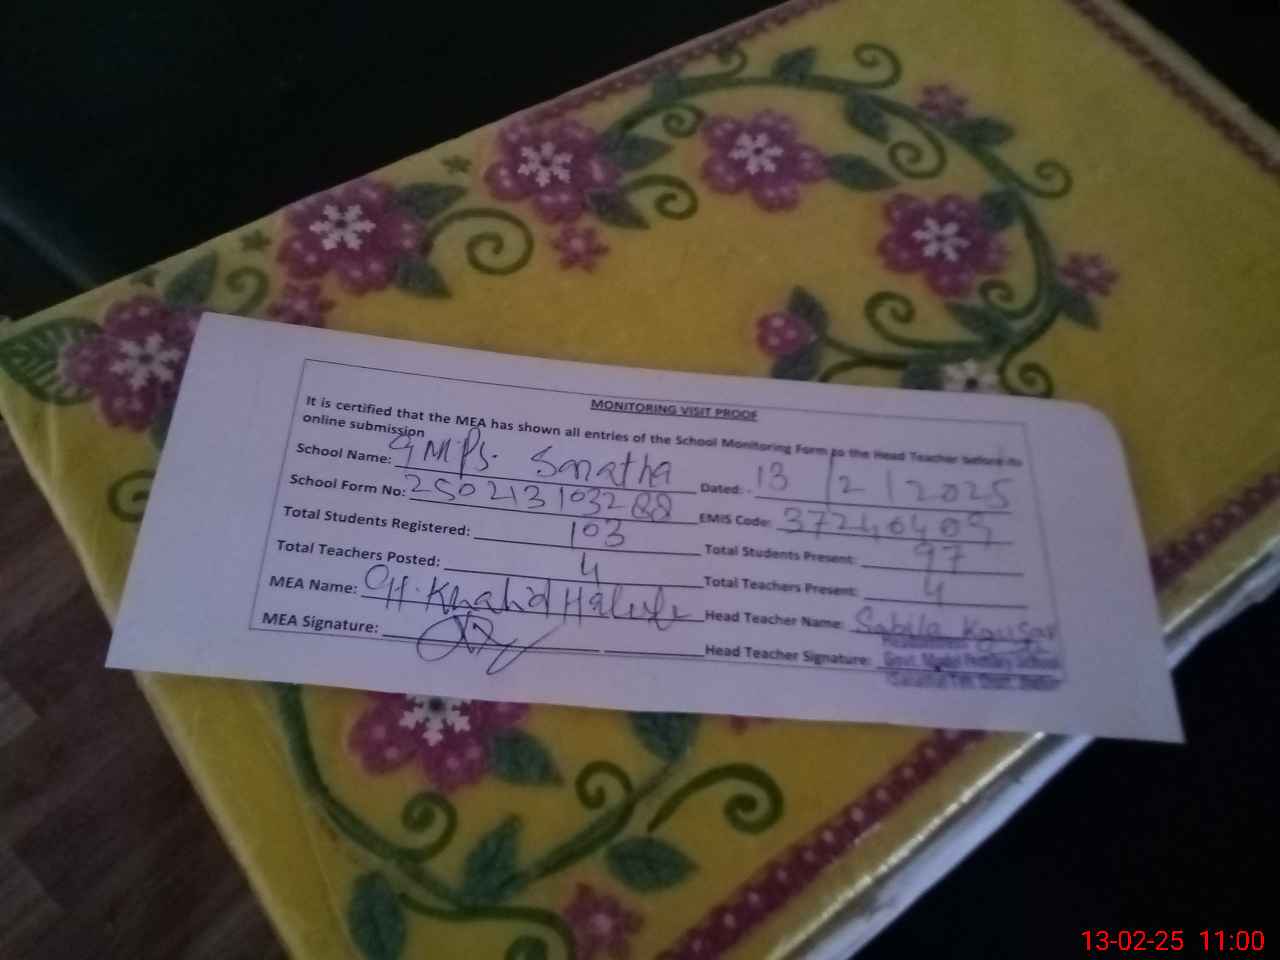 MONITORING VISIT PROOF
It is certified that the MEA has shown all entries of the School Monitoring Form to the Head Teacher before its
online submission
School Name: GMPS. Sanatha Dated: - 13/2/2025
School Form No: 250213103288 EMIS Code: 37240409
Total Students Registered: 103 Total Students Present: 97
Total Teachers Posted: 4 Total Teachers Present: 4
MEA Name: Khalid Head Teacher Name: Sabila Kousar
MEA Signature: Head Teacher Signature:
Govt. Model Primary School
13-02-25 11:00